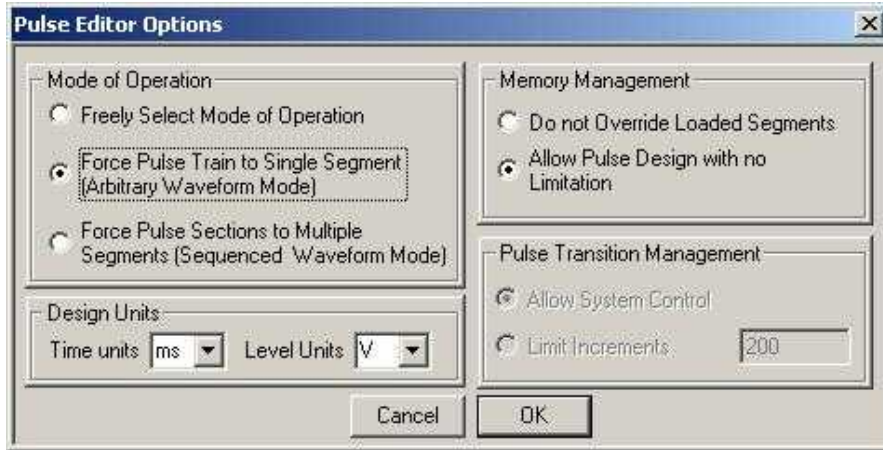 Pulse Editor Options
Mode of Operation
Freely Select Mode of Operation
Force Pulse Train to Single Segment
(Arbitrary Waveform Mode)
Force Pulse Sections to Multiple
Segments (Sequenced Waveform Mode)
Design Units
Time units ms Level Units V
Memory Management
Do not Override Loaded Segments
Allow Pulse Design with no
Limitation
Pulse Transition Management
Allow System Control
Limit Increments 200
Cancel OK